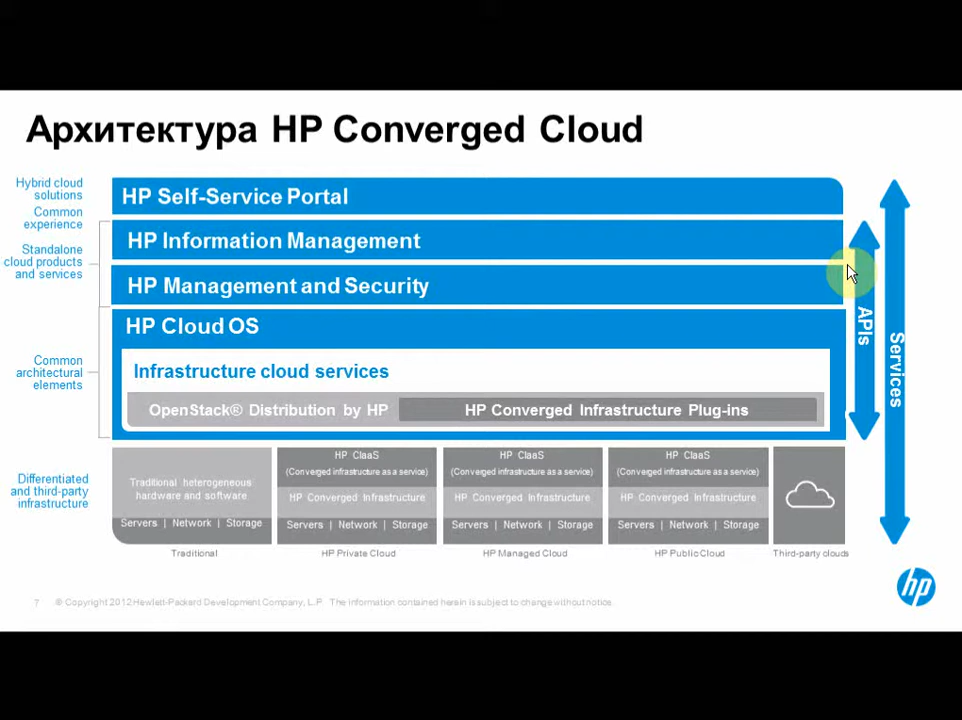 Архитектура HP Converged Cloud
Hybrid cloud
solutions
Common
experience
Standalone
cloud products
and services
Common
architectural
elements
Differentiated
and third-party
infrastructure
HP Self-Service Portal
HP Information Management
HP Management and Security
HP Cloud OS
Infrastructure cloud services
OpenStack® Distribution by HP
HP Converged Infrastructure Plug-ins
APIs
Services
Traditional heterogeneous
hardware and software
Servers | Network | Storage
Traditional
HP CIaaS
(Converged infrastructure as a service)
HP Converged Infrastructure
Servers | Network | Storage
HP Private Cloud
HP CIaaS
(Converged infrastructure as a service)
HP Converged Infrastructure
Servers | Network | Storage
HP Managed Cloud
HP CIaaS
(Converged infrastructure as a service)
HP Converged Infrastructure
Servers | Network | Storage
HP Public Cloud
Third-party clouds
7 © Copyright 2012 Hewlett-Packard Development Company, L.P. The information contained herein is subject to change without notice.
hp